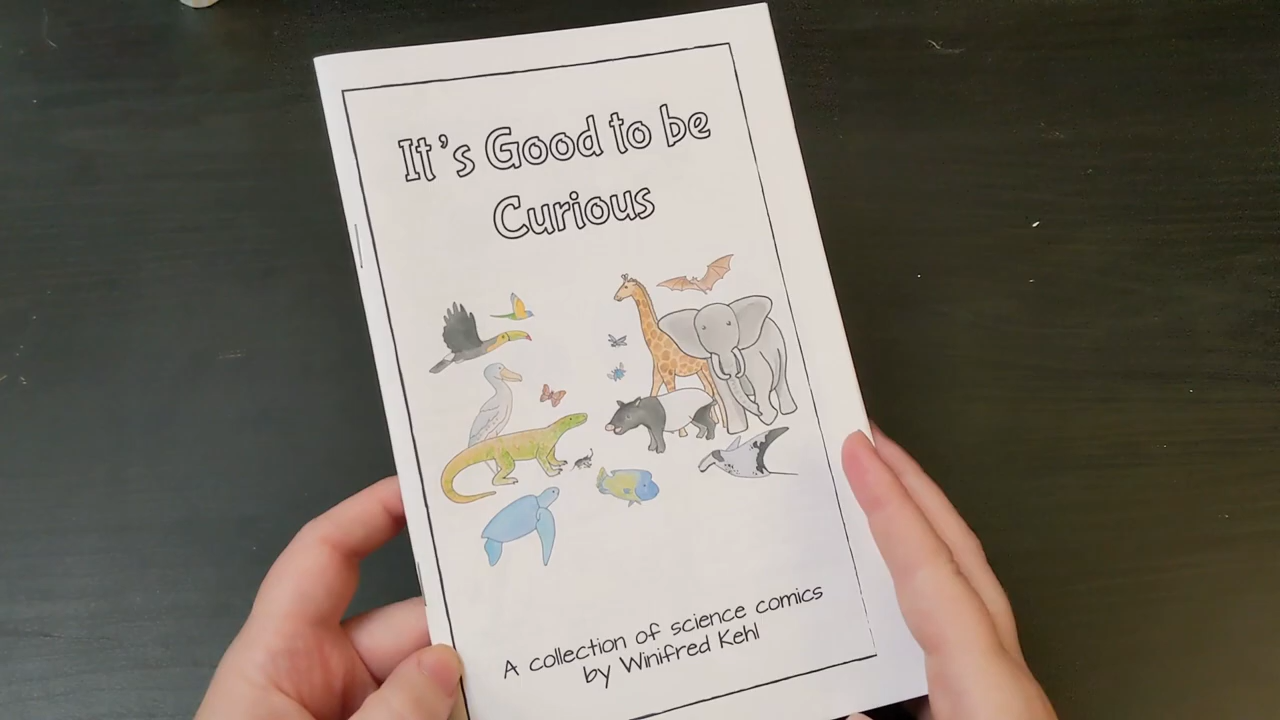 It's Good to be
Curious
A collection of science comics
by Winifred Kehl